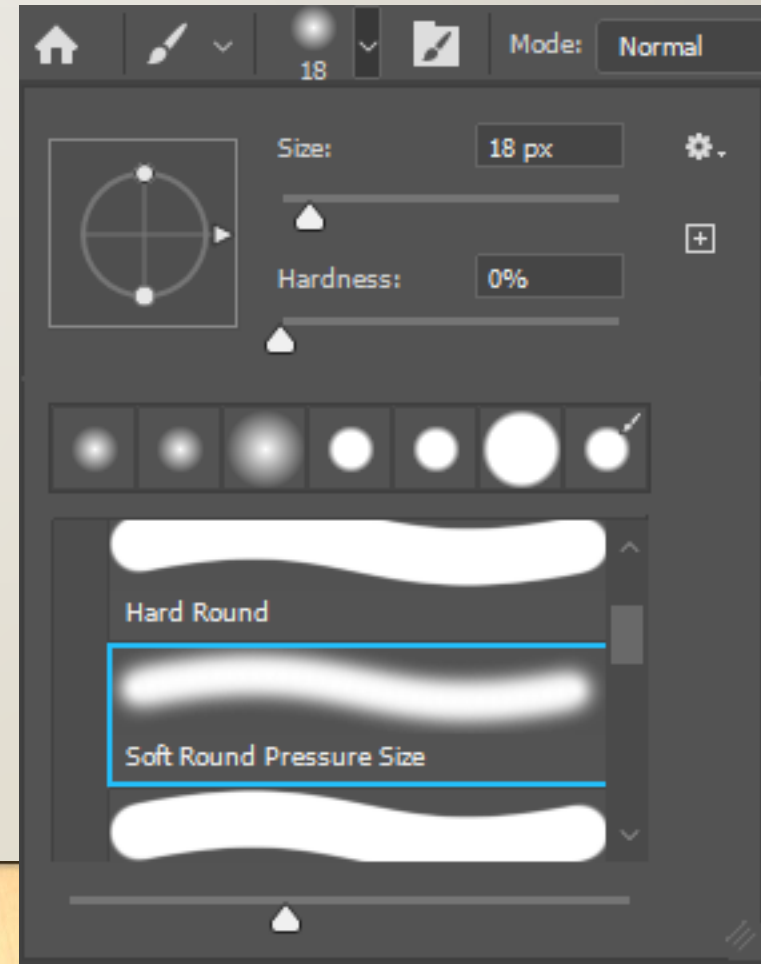 18
Mode: Normal
Size: 18 px
Hardness: 0%
Hard Round
Soft Round Pressure Size